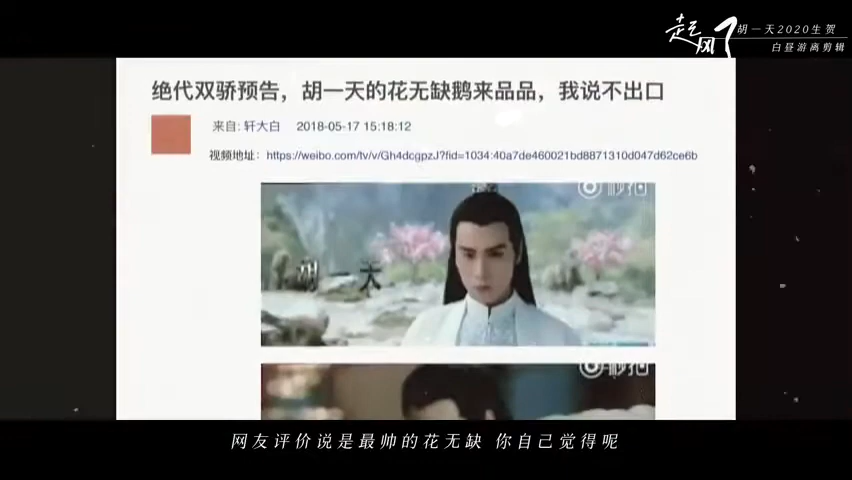 起风了
胡一天2020生贺
白昼游离剪辑
绝代双骄预告，胡一天的花无缺鹅来品品，我说不出口
来自: 轩大白 2018-05-17 15:18:12
视频地址：https://weibo.com/tv/v/Gh4dcgpzJ?fid=1034:40a7de460021bd8871310d047d62ce6b
秒拍
胡一天
秒拍
网友评价说是最帅的花无缺 你自己觉得呢